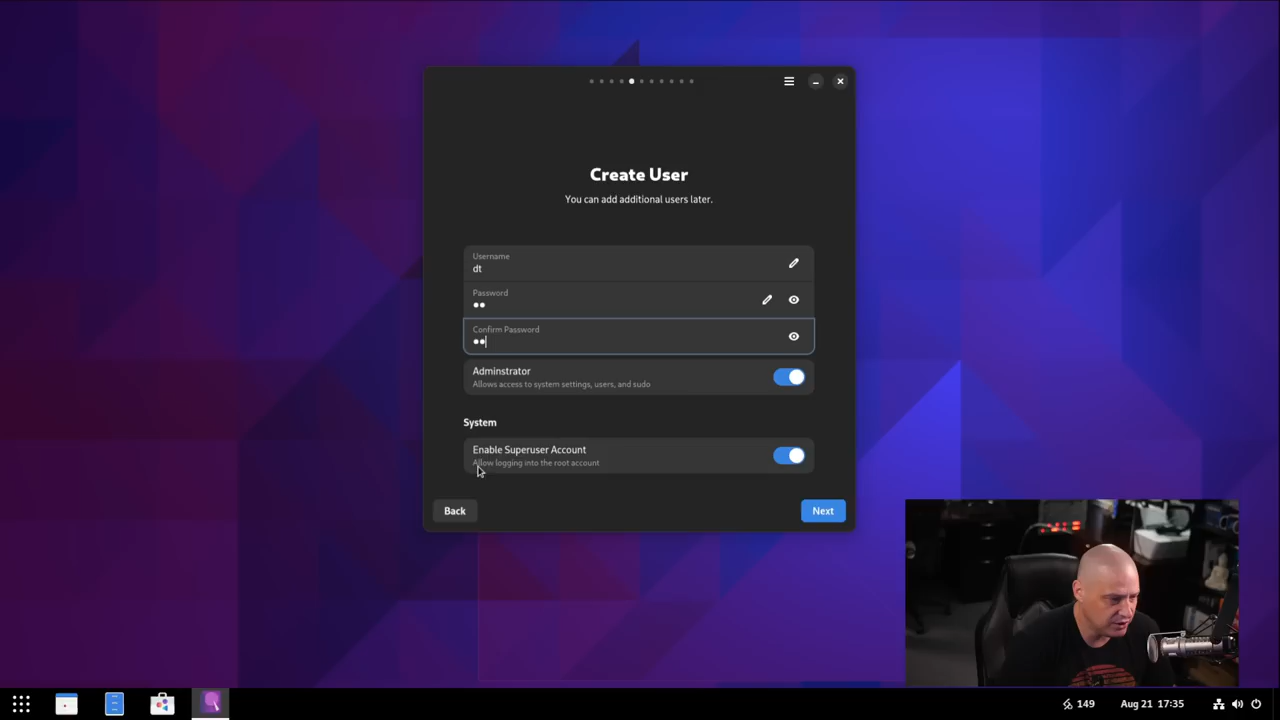 Create User
You can add additional users later.
Username
dt
Password
••
Confirm Password
••
Adminstrator
Allows access to system settings, users, and sudo
System
Enable Superuser Account
Allow logging into the root account
Back
Next
149
Aug 21 17:35